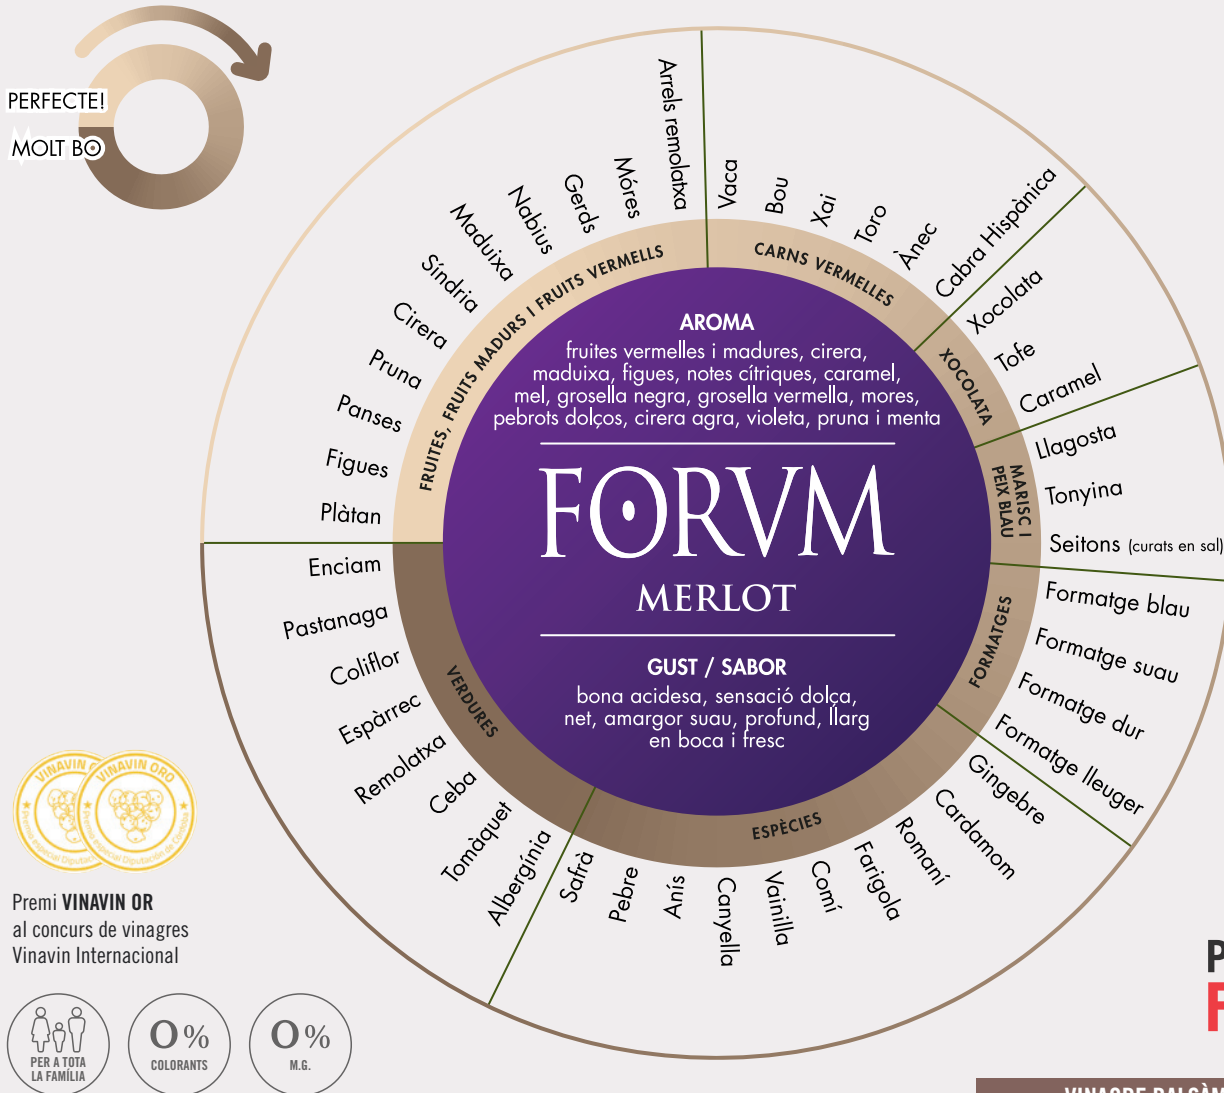 PERFECTE!
MOLT BO
FRUITES, FRUITS MADURS I FRUITS VERMELLS
Plàtan
Figues
Panses
Pruna
Cirera
Síndria
Maduixa
Nabius
Gerds
Móres
Arrels remolatxa
CARNS VERMELLES
Vaca
Bou
Xai
Toro
Ànec
Cabra Hispànica
XOCOLATA
Xocolata
Tofe
Caramel
MARISC I
PEIX BLAU
Llagosta
Tonyina
Seitons (curats en sal)
FORMATGES
Formatge blau
Formatge suau
Formatge dur
Formatge lleuger
ESPÈCIES
Gingebre
Cardamom
Romaní
Farigola
Comí
Vainilla
Canyella
Anís
Pebre
Safrà
VERDURES
Albergínia
Tomàquet
Ceba
Remolatxa
Espàrrec
Coliflor
Pastanaga
Enciam
AROMA
fruites vermelles i madures, cirera,
maduixa, figues, notes cítriques, caramel,
mel, grosella negra, grosella vermella, mores,
pebrots dolços, cirera agra, violeta, pruna i menta
FORVM
MERLOT
GUST / SABOR
bona acidesa, sensació dolça,
net, amargor suau, profund, llarg
en boca i fresc
VINAVIN ORO
Premi VINAVIN OR
al concurs de vinagres
Vinavin Internacional
PER A TOTA
LA FAMÍLIA
0%
COLORANTS
0%
M.G.
P
F